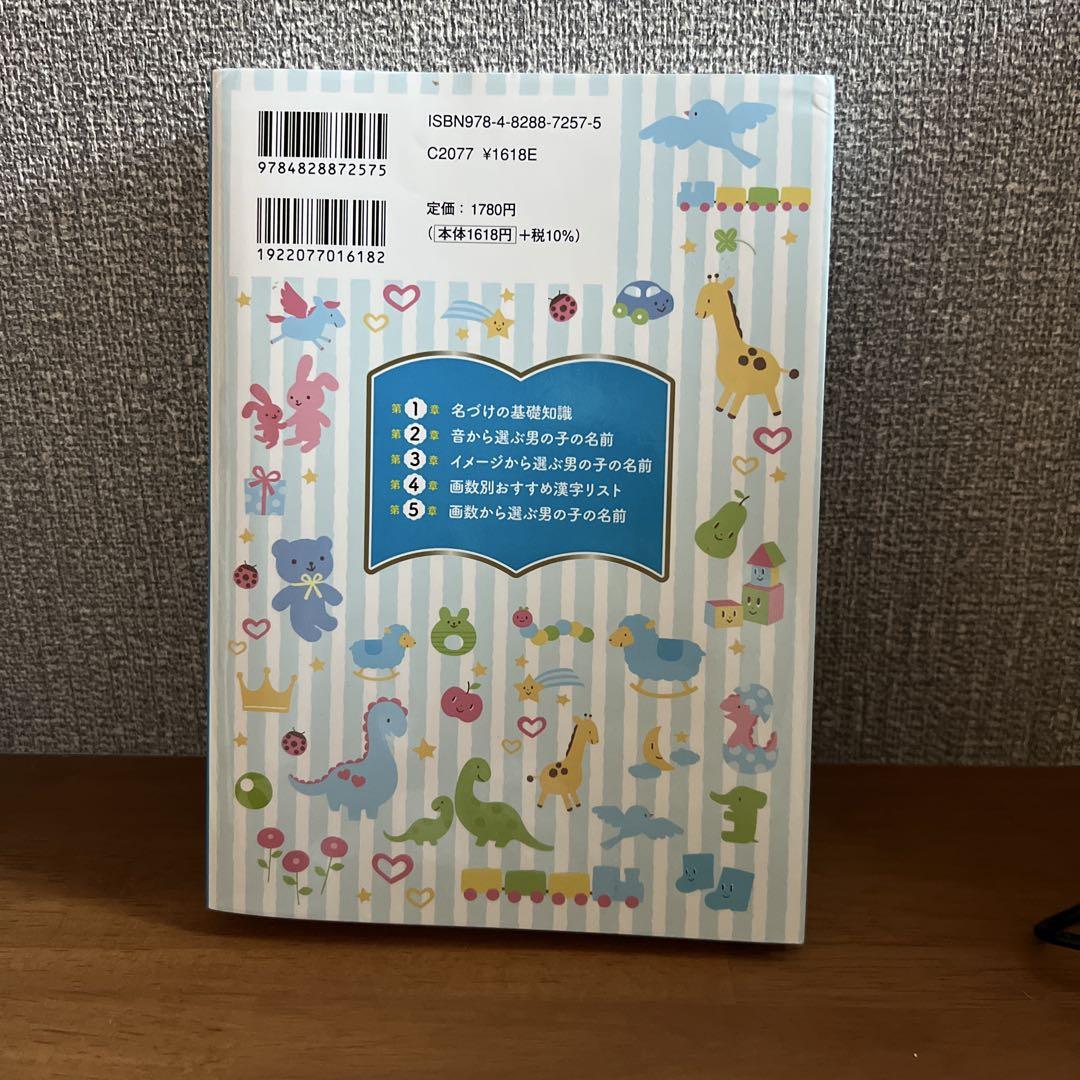 ISBN978-4-8288-7257-5
C2077 ¥1618E
9784828872575
定価：1780円
（本体1618円＋税10%）
1922077016182
第1章 名づけの基礎知識
第2章 音から選ぶ男の子の名前
第3章 イメージから選ぶ男の子の名前
第4章 画数別おすすめ漢字リスト
第5章 画数から選ぶ男の子の名前